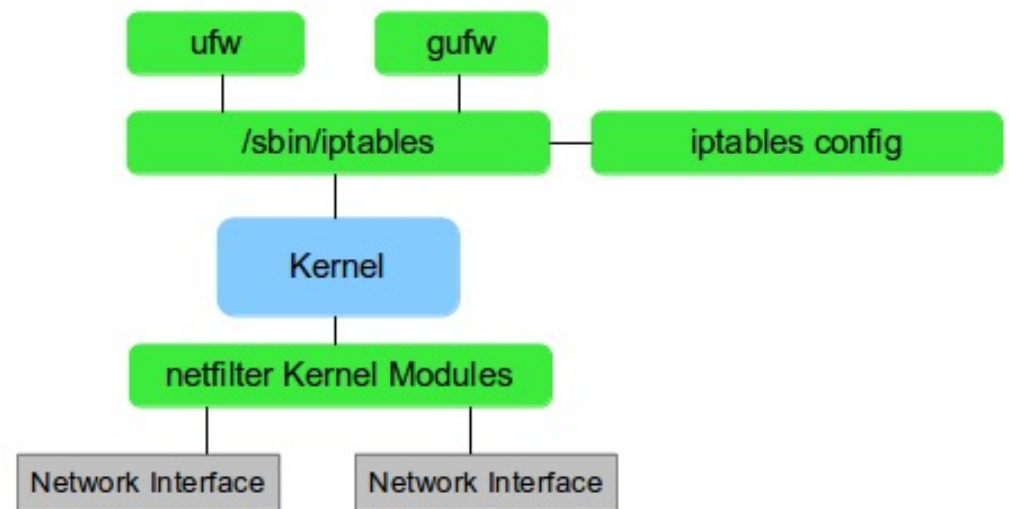 ufw
gufw
/sbin/iptables
iptables config
Kernel
netfilter Kernel Modules
Network Interface
Network Interface